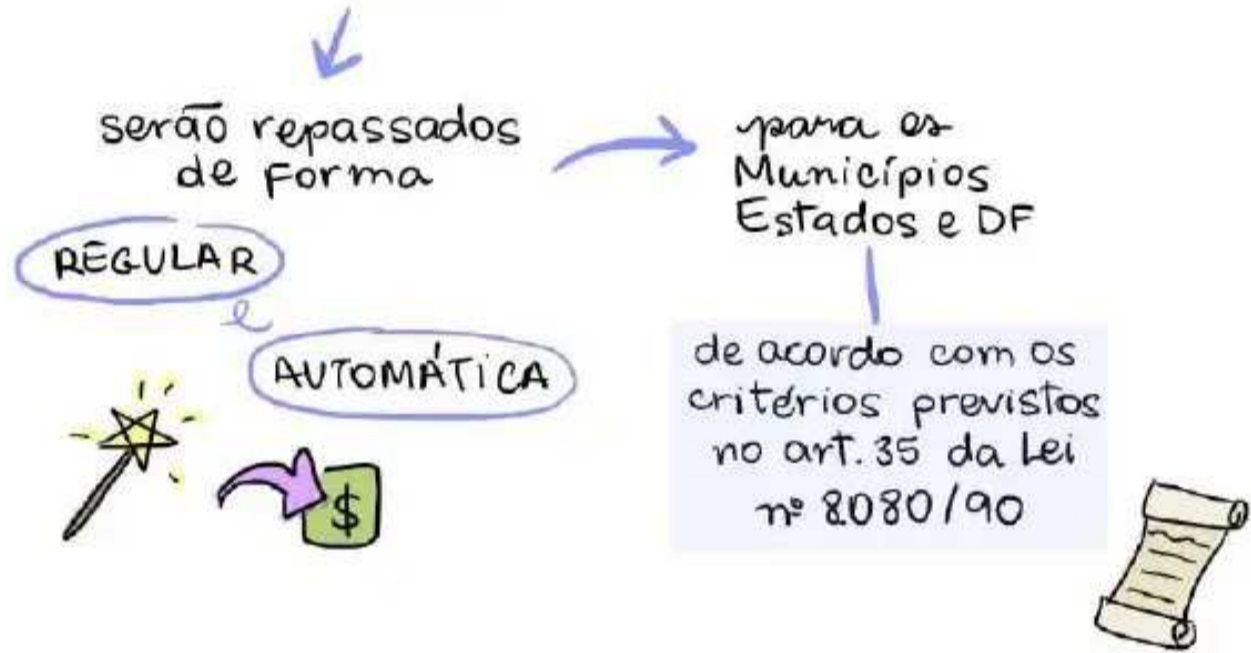 serão repassados
de Forma
REGULAR
e
AUTOMÁTICA
$
para os
Municípios
Estados e DF
de acordo com os
critérios previstos
no art. 35 da Lei
nº 8080/90